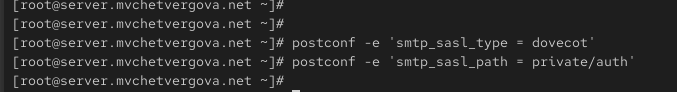 [root@server.mvchetvergova.net ~]#
[root@server.mvchetvergova.net ~]#
[root@server.mvchetvergova.net ~]# postconf -e 'smtp_sasl_type = dovecot'
[root@server.mvchetvergova.net ~]# postconf -e 'smtp_sasl_path = private/auth'
[root@server.mvchetvergova.net ~]#